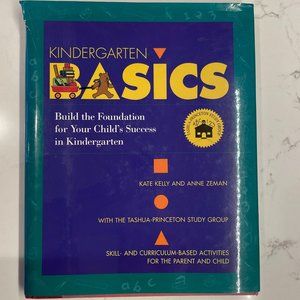 KINDERGARTEN
BASICS
Build the Foundation
for Your Child's Success
in Kindergarten
KATE KELLY AND ANNE ZEMAN
WITH THE TASHUA-PRINCETON STUDY GROUP
SKILL- AND CURRICULUM-BASED ACTIVITIES
FOR THE PARENT AND CHILD